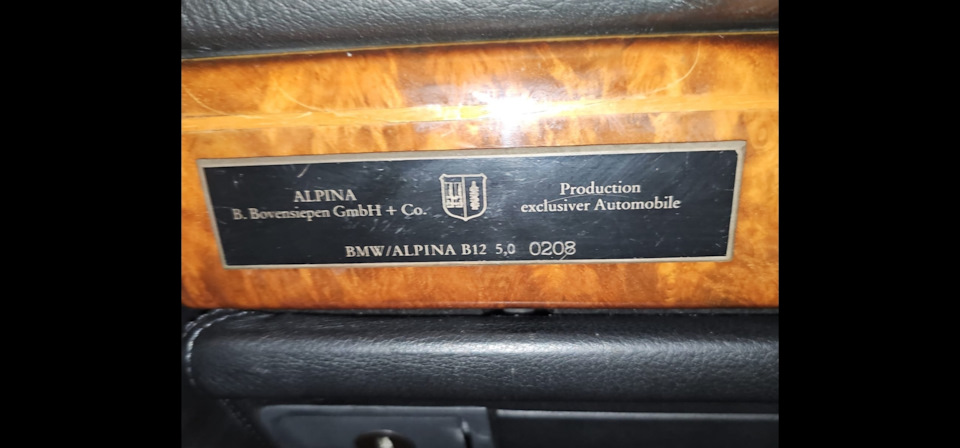 ALPINA
B. Bovensiepen GmbH + Co.
Production
exclusiver Automobile
BMW/ALPINA B12 5,0 0208